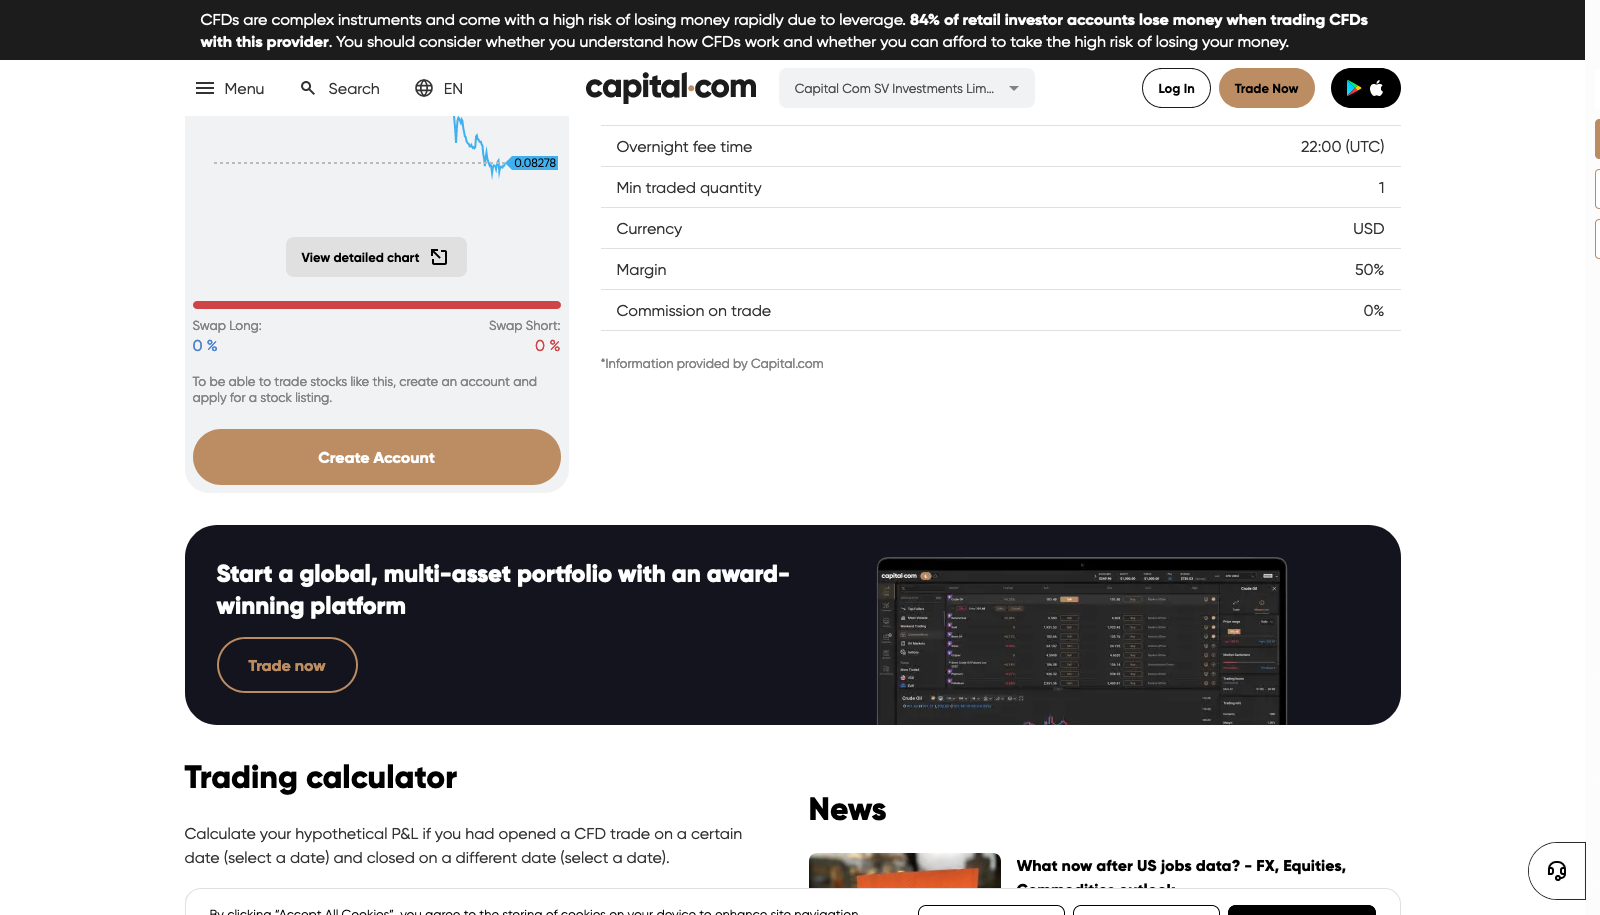 CFDs are complex instruments and come with a high risk of losing money rapidly due to leverage. 84% of retail investor accounts lose money when trading CFDs
with this provider. You should consider whether you understand how CFDs work and whether you can afford to take the high risk of losing your money.
Menu Search EN capital.com Capital Com SV Investments Lim... Log In Trade Now
0.08278
View detailed chart
Swap Long: Swap Short:
0 % 0 %
To be able to trade stocks like this, create an account and
apply for a stock listing.
Create Account
Overnight fee time 22:00 (UTC)
Min traded quantity 1
Currency USD
Margin 50%
Commission on trade 0%
*Information provided by Capital.com
Start a global, multi-asset portfolio with an award-
winning platform
Trade now
capital.com
Crude Oil
Trading calculator
Calculate your hypothetical P&L if you had opened a CFD trade on a certain
date (select a date) and closed on a different date (select a date).
News
What now after US jobs data? - FX, Equities,
Commodities outlook
By clicking “Accept All Cookies”, you agree to the storing of cookies on your device to enhance site navigation